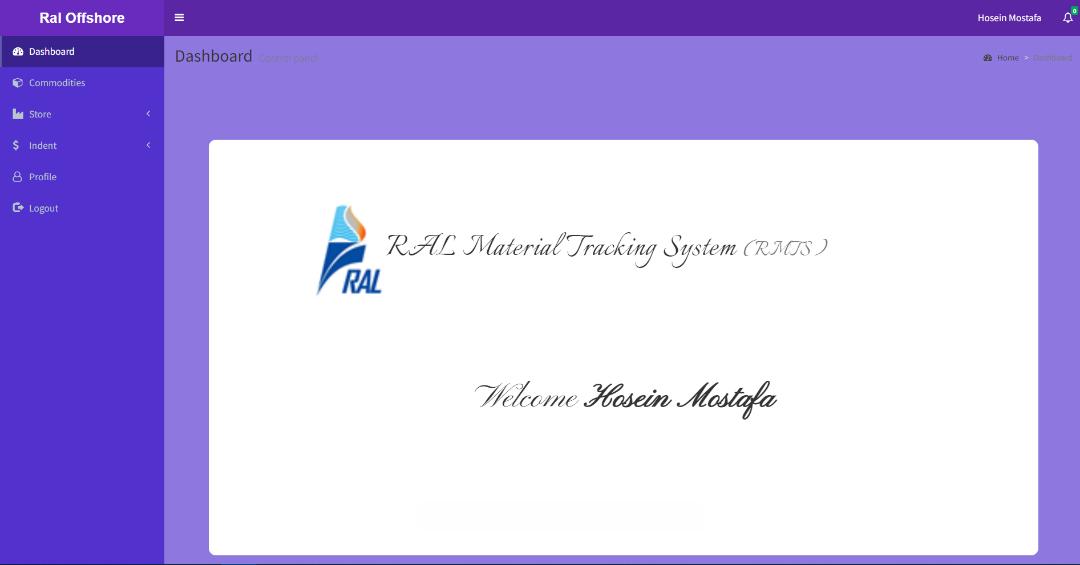 Ral Offshore
Hosein Mostafa
0
Dashboard
Commodities
Store
Indent
Profile
Logout
Dashboard Control panel
Home > Dashboard
RAL
RAL Material Tracking System (RMTS )
Welcome Hosein Mostafa